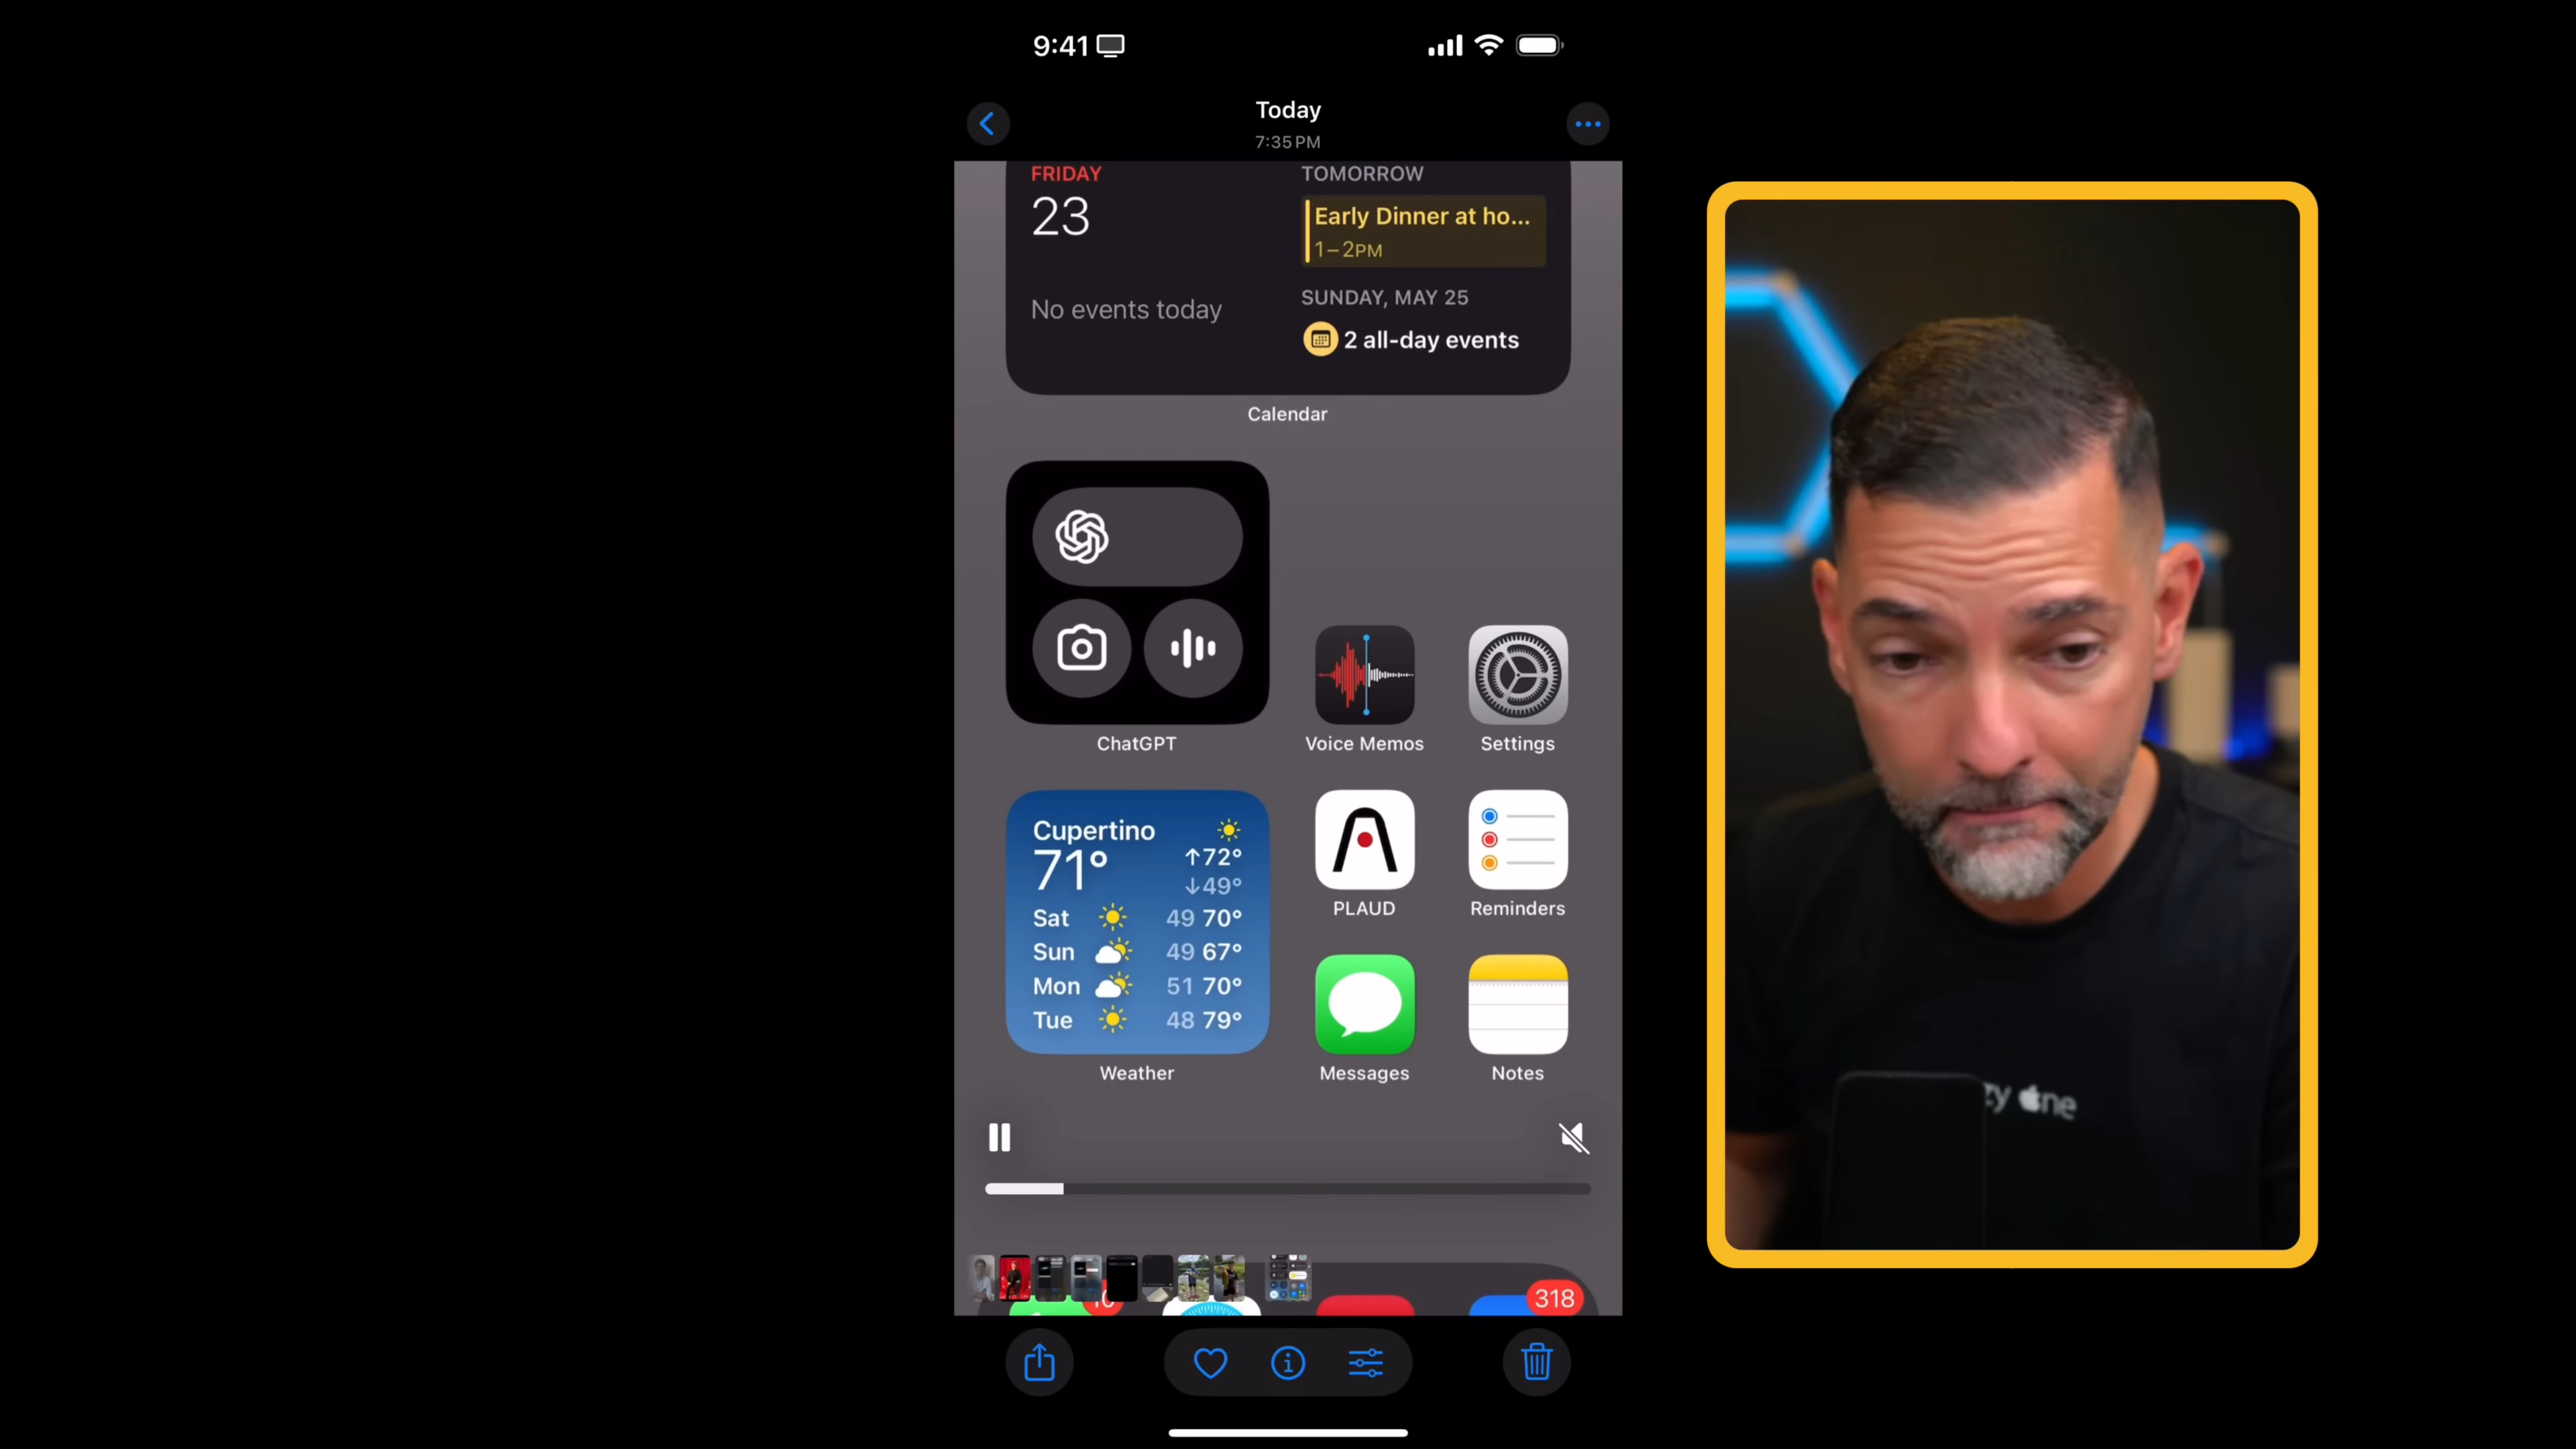 9:41
Today
7:35 PM
FRIDAY
23
No events today
TOMORROW
Early Dinner at ho...
1–2PM
SUNDAY, MAY 25
2 all-day events
Calendar
ChatGPT
Voice Memos
Settings
Cupertino
71°
↑72°
↓49°
Sat 49 70°
Sun 49 67°
Mon 51 70°
Tue 48 79°
Weather
PLAUD
Reminders
Messages
Notes
318